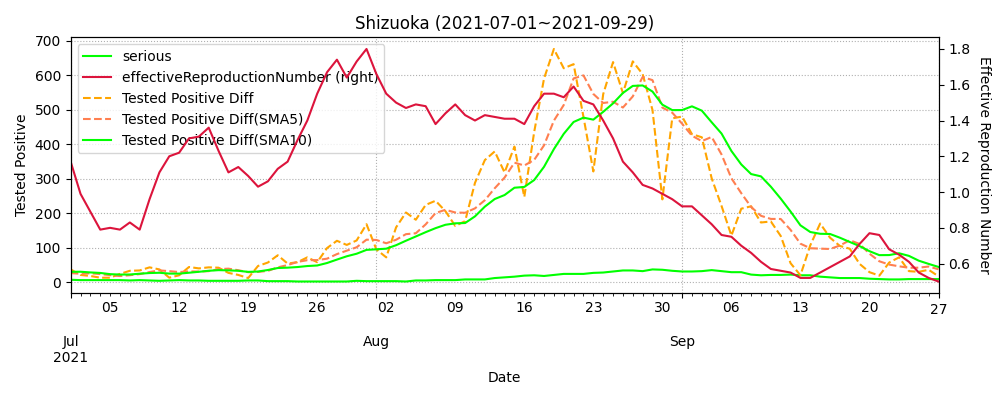 Shizuoka (2021-07-01~2021-09-29)
serious
effectiveReproductionNumber (right)
Tested Positive Diff
Tested Positive Diff(SMA5)
Tested Positive Diff(SMA10)
Tested Positive
700
600
500
400
300
200
100
0
1.8
1.6
1.4
1.2
1.0
0.8
0.6
Effective Reproduction Number
05 12 19 26 02 09 16 23 30 06 13 20 27
Jul Aug Sep
2021
Date